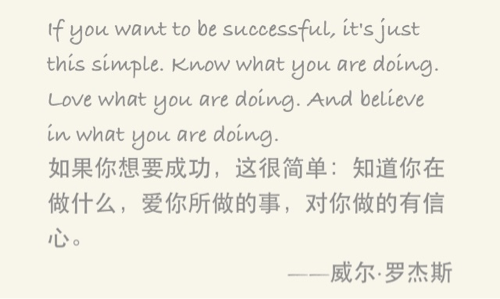 If you want to be successful, it's just
this simple. Know what you are doing.
Love what you are doing. And believe
in what you are doing.
如果你想要成功，这很简单：知道你在
做什么，爱你所做的事，对你做的有信
心。
——威尔·罗杰斯